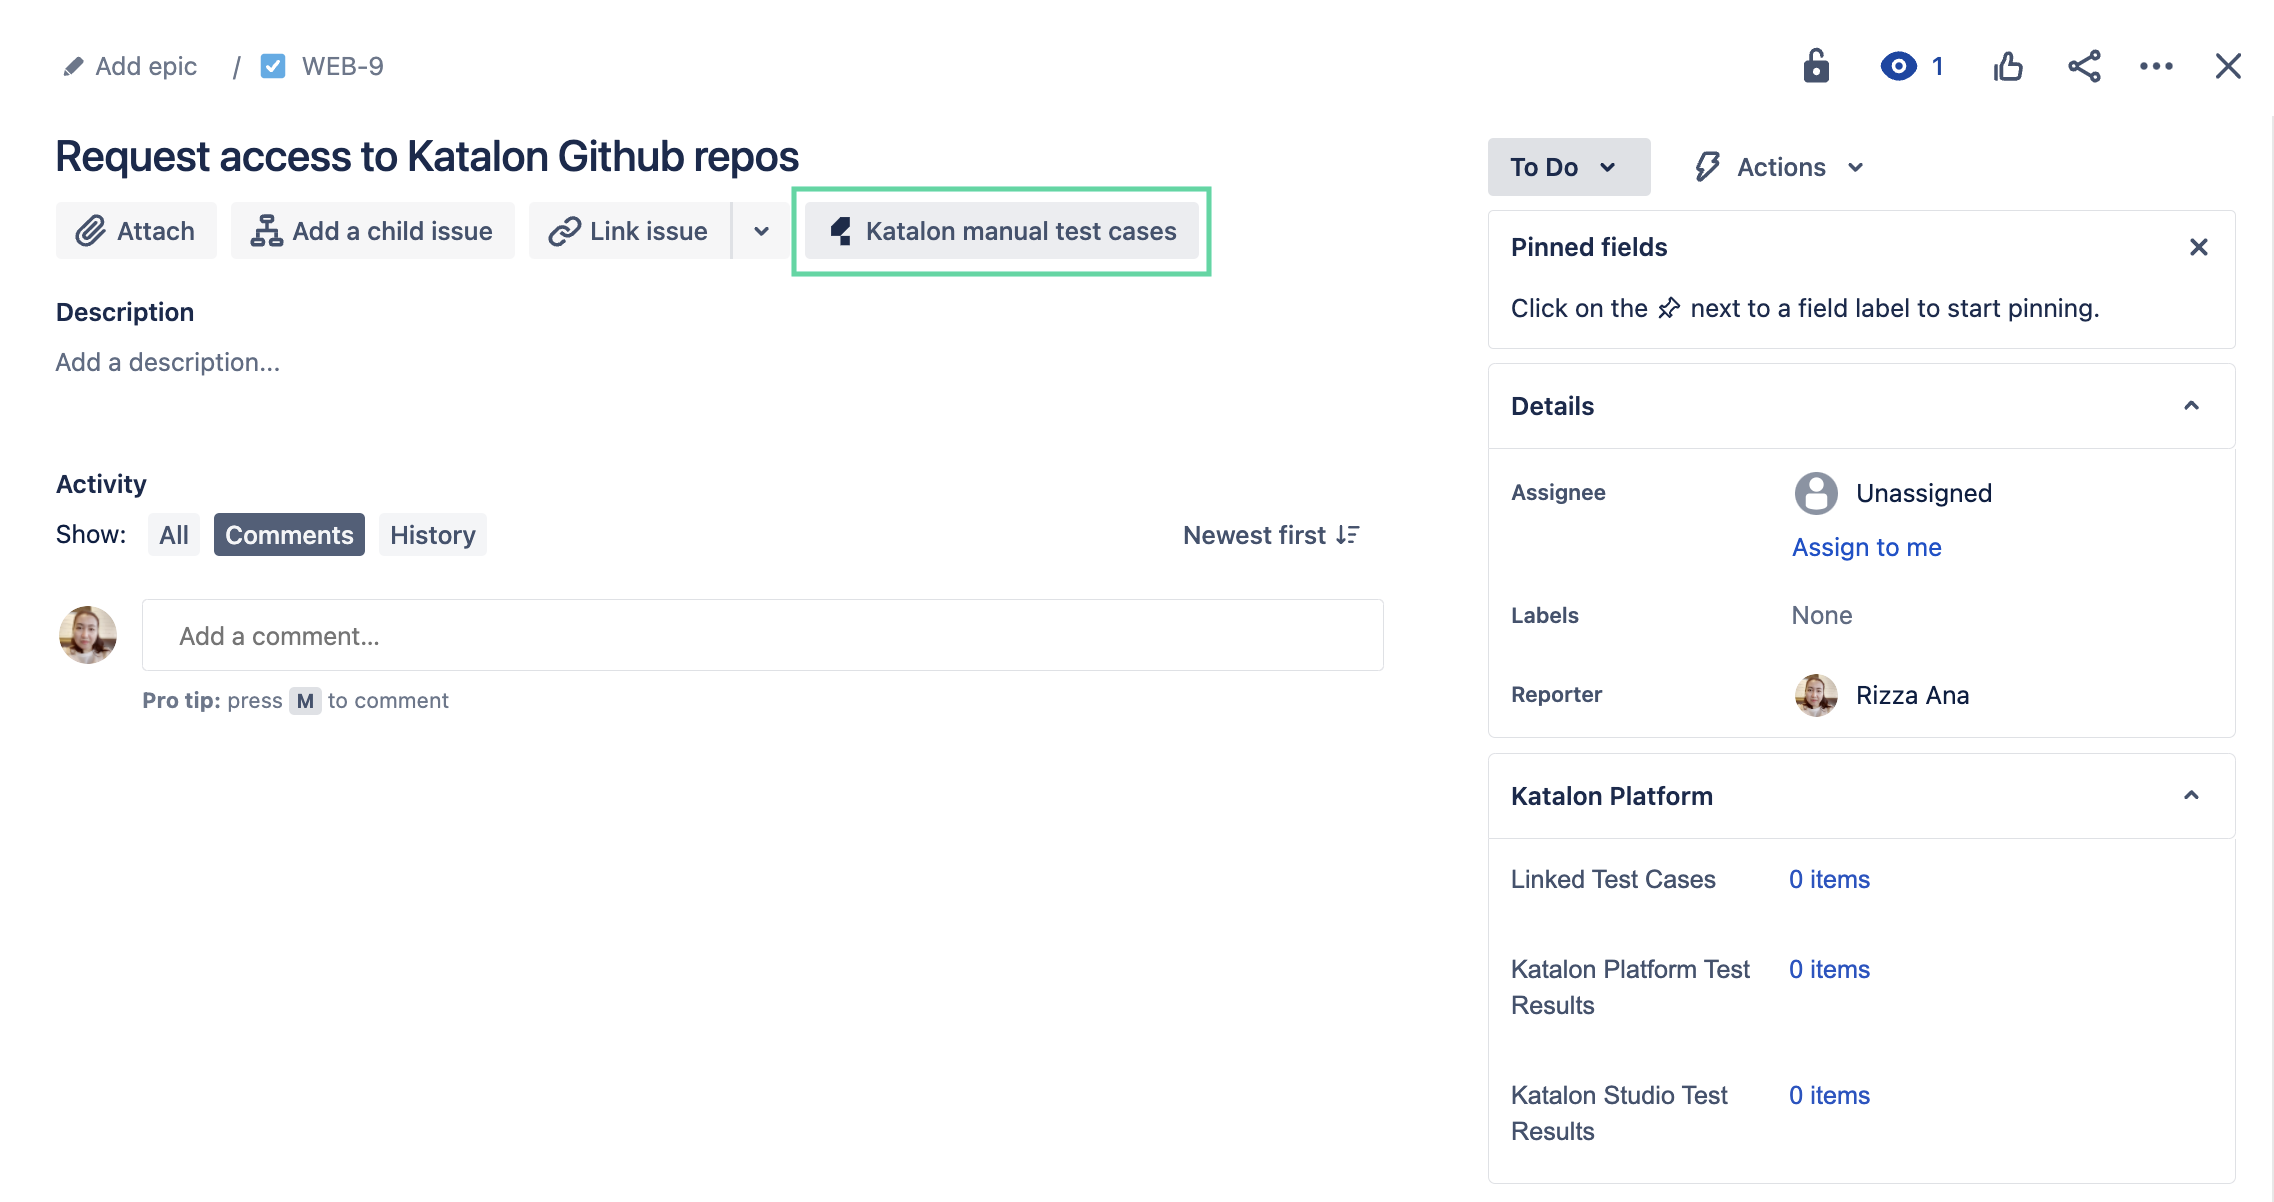 Add epic / WEB-9
1
Request access to Katalon Github repos
Attach
Add a child issue
Link issue
Katalon manual test cases
Description
Add a description...
Activity
Show: All Comments History
Newest first
Add a comment...
Pro tip: press M to comment
To Do
Actions
Pinned fields
Click on the next to a field label to start pinning.
Details
Assignee
Unassigned
Assign to me
Labels
None
Reporter
Rizza Ana
Katalon Platform
Linked Test Cases
0 items
Katalon Platform Test
Results
0 items
Katalon Studio Test
Results
0 items